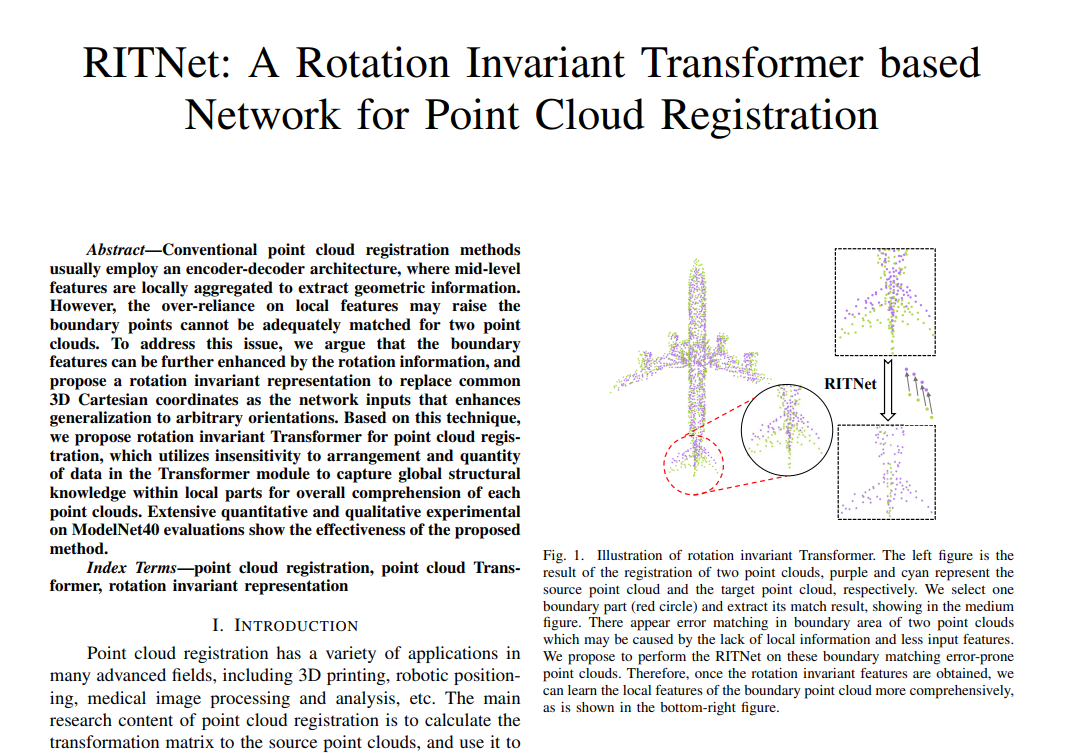 RITNet: A Rotation Invariant Transformer based
Network for Point Cloud Registration
Abstract—Conventional point cloud registration methods
usually employ an encoder-decoder architecture, where mid-level
features are locally aggregated to extract geometric information.
However, the over-reliance on local features may raise the
boundary points cannot be adequately matched for two point
clouds. To address this issue, we argue that the boundary
features can be further enhanced by the rotation information, and
propose a rotation invariant representation to replace common
3D Cartesian coordinates as the network inputs that enhances
generalization to arbitrary orientations. Based on this technique,
we propose rotation invariant Transformer for point cloud regis-
tration, which utilizes insensitivity to arrangement and quantity
of data in the Transformer module to capture global structural
knowledge within local parts for overall comprehension of each
point clouds. Extensive quantitative and qualitative experimental
on ModelNet40 evaluations show the effectiveness of the proposed
method.
Index Terms—point cloud registration, point cloud Trans-
former, rotation invariant representation
I. INTRODUCTION
Point cloud registration has a variety of applications in
many advanced fields, including 3D printing, robotic position-
ing, medical image processing and analysis, etc. The main
research content of point cloud registration is to calculate the
transformation matrix to the source point clouds, and use it to
RITNet
Fig. 1. Illustration of rotation invariant Transformer. The left figure is the
result of the registration of two point clouds, purple and cyan represent the
source point cloud and the target point cloud, respectively. We select one
boundary part (red circle) and extract its match result, showing in the medium
figure. There appear error matching in boundary area of two point clouds
which may be caused by the lack of local information and less input features.
We propose to perform the RITNet on these boundary matching error-prone
point clouds. Therefore, once the rotation invariant features are obtained, we
can learn the local features of the boundary point cloud more comprehensively,
as is shown in the bottom-right figure.